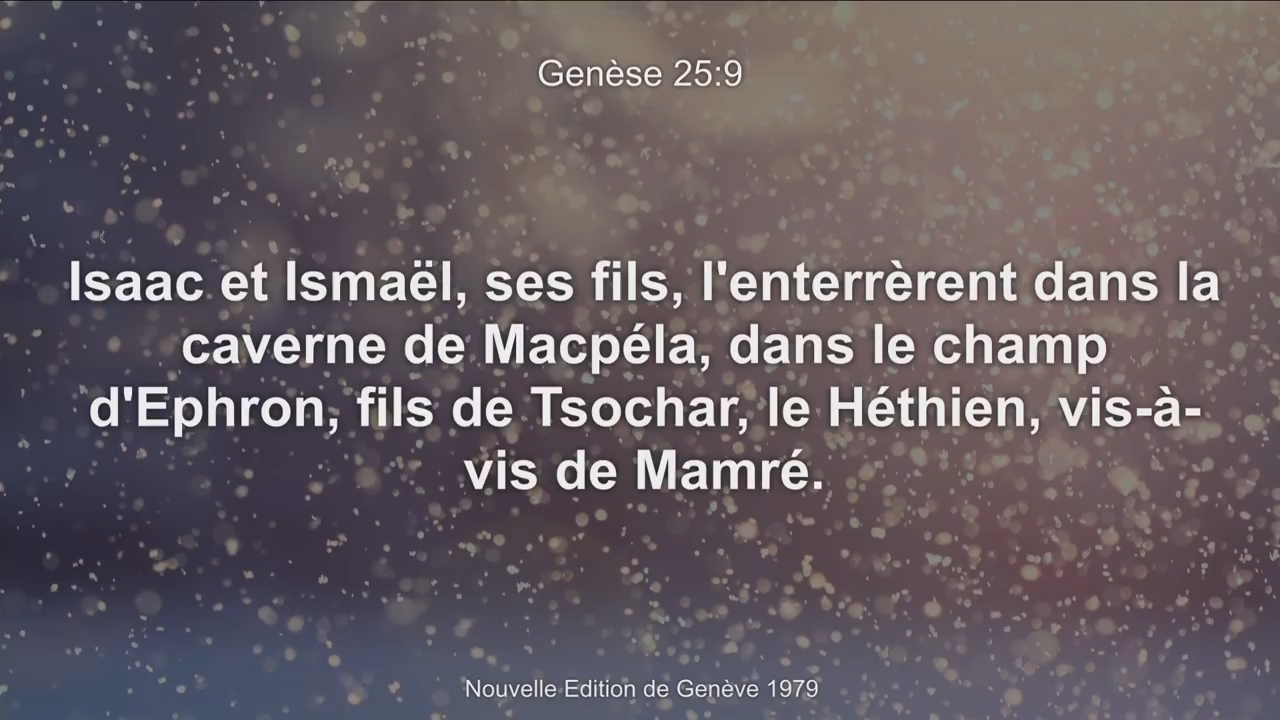 Genèse 25:9
Isaac et Ismaël, ses fils, l'enterrèrent dans la
caverne de Macpéla, dans le champ
d'Ephron, fils de Tsochar, le Héthien, vis-à-
vis de Mamré.
Nouvelle Edition de Genève 1979